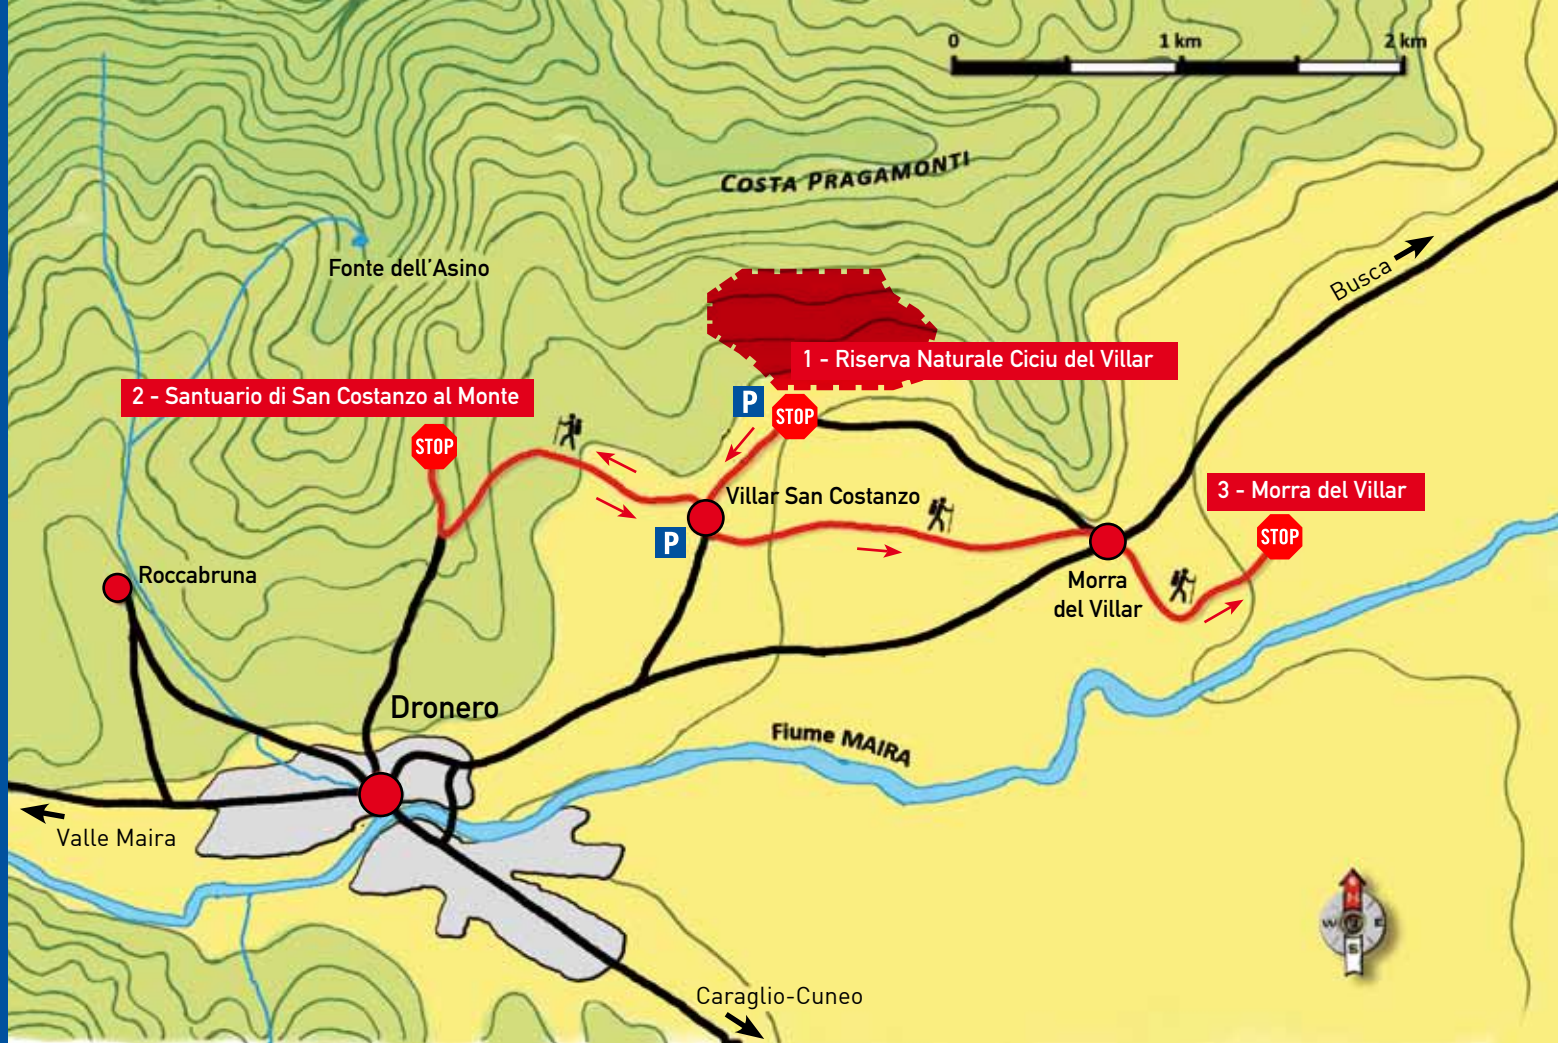 0 1 km 2 km
COSTA PRAGAMONTI
Fonte dell'Asino
Busca
1 - Riserva Naturale Ciciu del Villar
2 - Santuario di San Costanzo al Monte
P
STOP
STOP
3 - Morra del Villar
Villar San Costanzo
STOP
P
Roccabruna
Morra
del Villar
Dronero
Fiume MAIRA
Valle Maira
N
W E
S
Caraglio-Cuneo